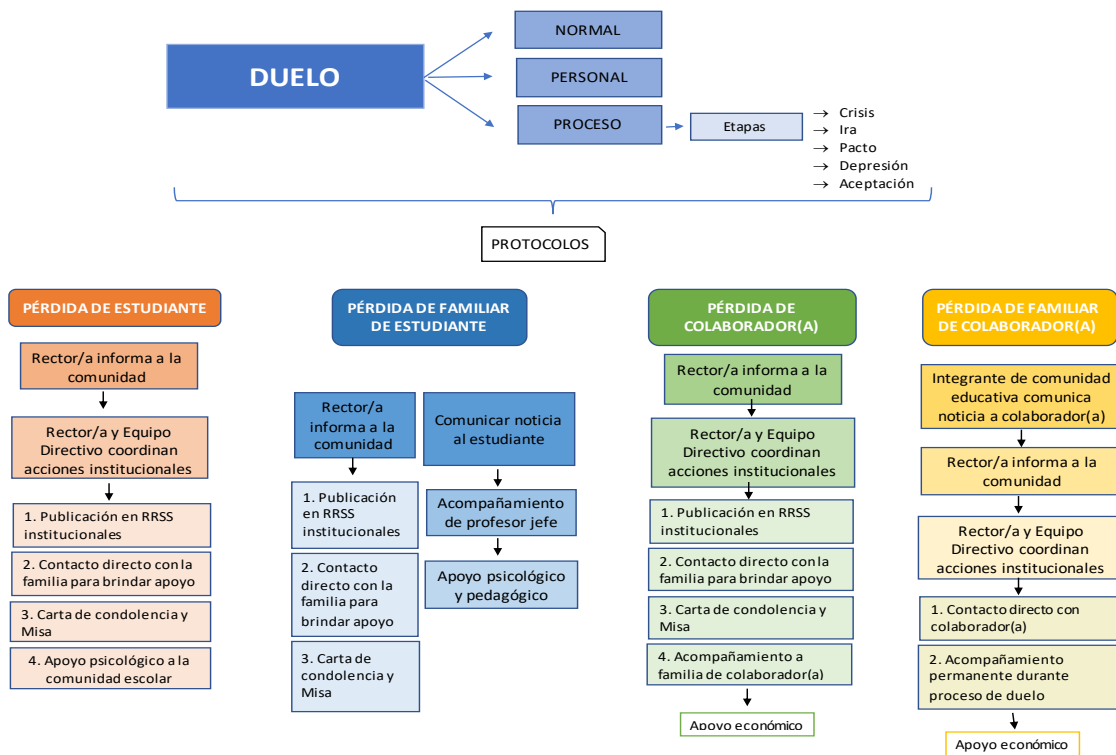 NORMAL
DUELO
PERSONAL
PROCESO
Etapas
→ Crisis
→ Ira
→ Pacto
→ Depresión
→ Aceptación
PROTOCOLOS
PÉRDIDA DE ESTUDIANTE
Rector/a informa a la
comunidad
Rector/a y Equipo
Directivo coordinan
acciones institucionales
1. Publicación en RRSS
institucionales
2. Contacto directo con la
familia para brindar apoyo
3. Carta de condolencia y
Misa
4. Apoyo psicológico a la
comunidad escolar
PÉRDIDA DE FAMILIAR
DE ESTUDIANTE
Rector/a
informa a la
comunidad
1. Publicación
en RRSS
institucionales
2. Contacto
directo con la
familia para
brindar apoyo
3. Carta de
condolencia y
Misa
Comunicar noticia
al estudiante
Acompañamiento
de profesor jefe
Apoyo psicológico
y pedagógico
PÉRDIDA DE
COLABORADOR(A)
Rector/a informa a la
comunidad
Rector/a y Equipo
Directivo coordinan
acciones institucionales
1. Publicación en RRSS
institucionales
2. Contacto directo con la
familia para brindar apoyo
3. Carta de condolencia y
Misa
4. Acompañamiento a
familia de colaborador(a)
Apoyo económico
PÉRDIDA DE FAMILIAR
DE COLABORADOR(A)
Integrante de comunidad
educativa comunica
noticia a colaborador(a)
Rector/a informa a la
comunidad
Rector/a y Equipo
Directivo coordinan
acciones institucionales
1. Contacto directo con
colaborador(a)
2. Acompañamiento
permanente durante
proceso de duelo
Apoyo económico